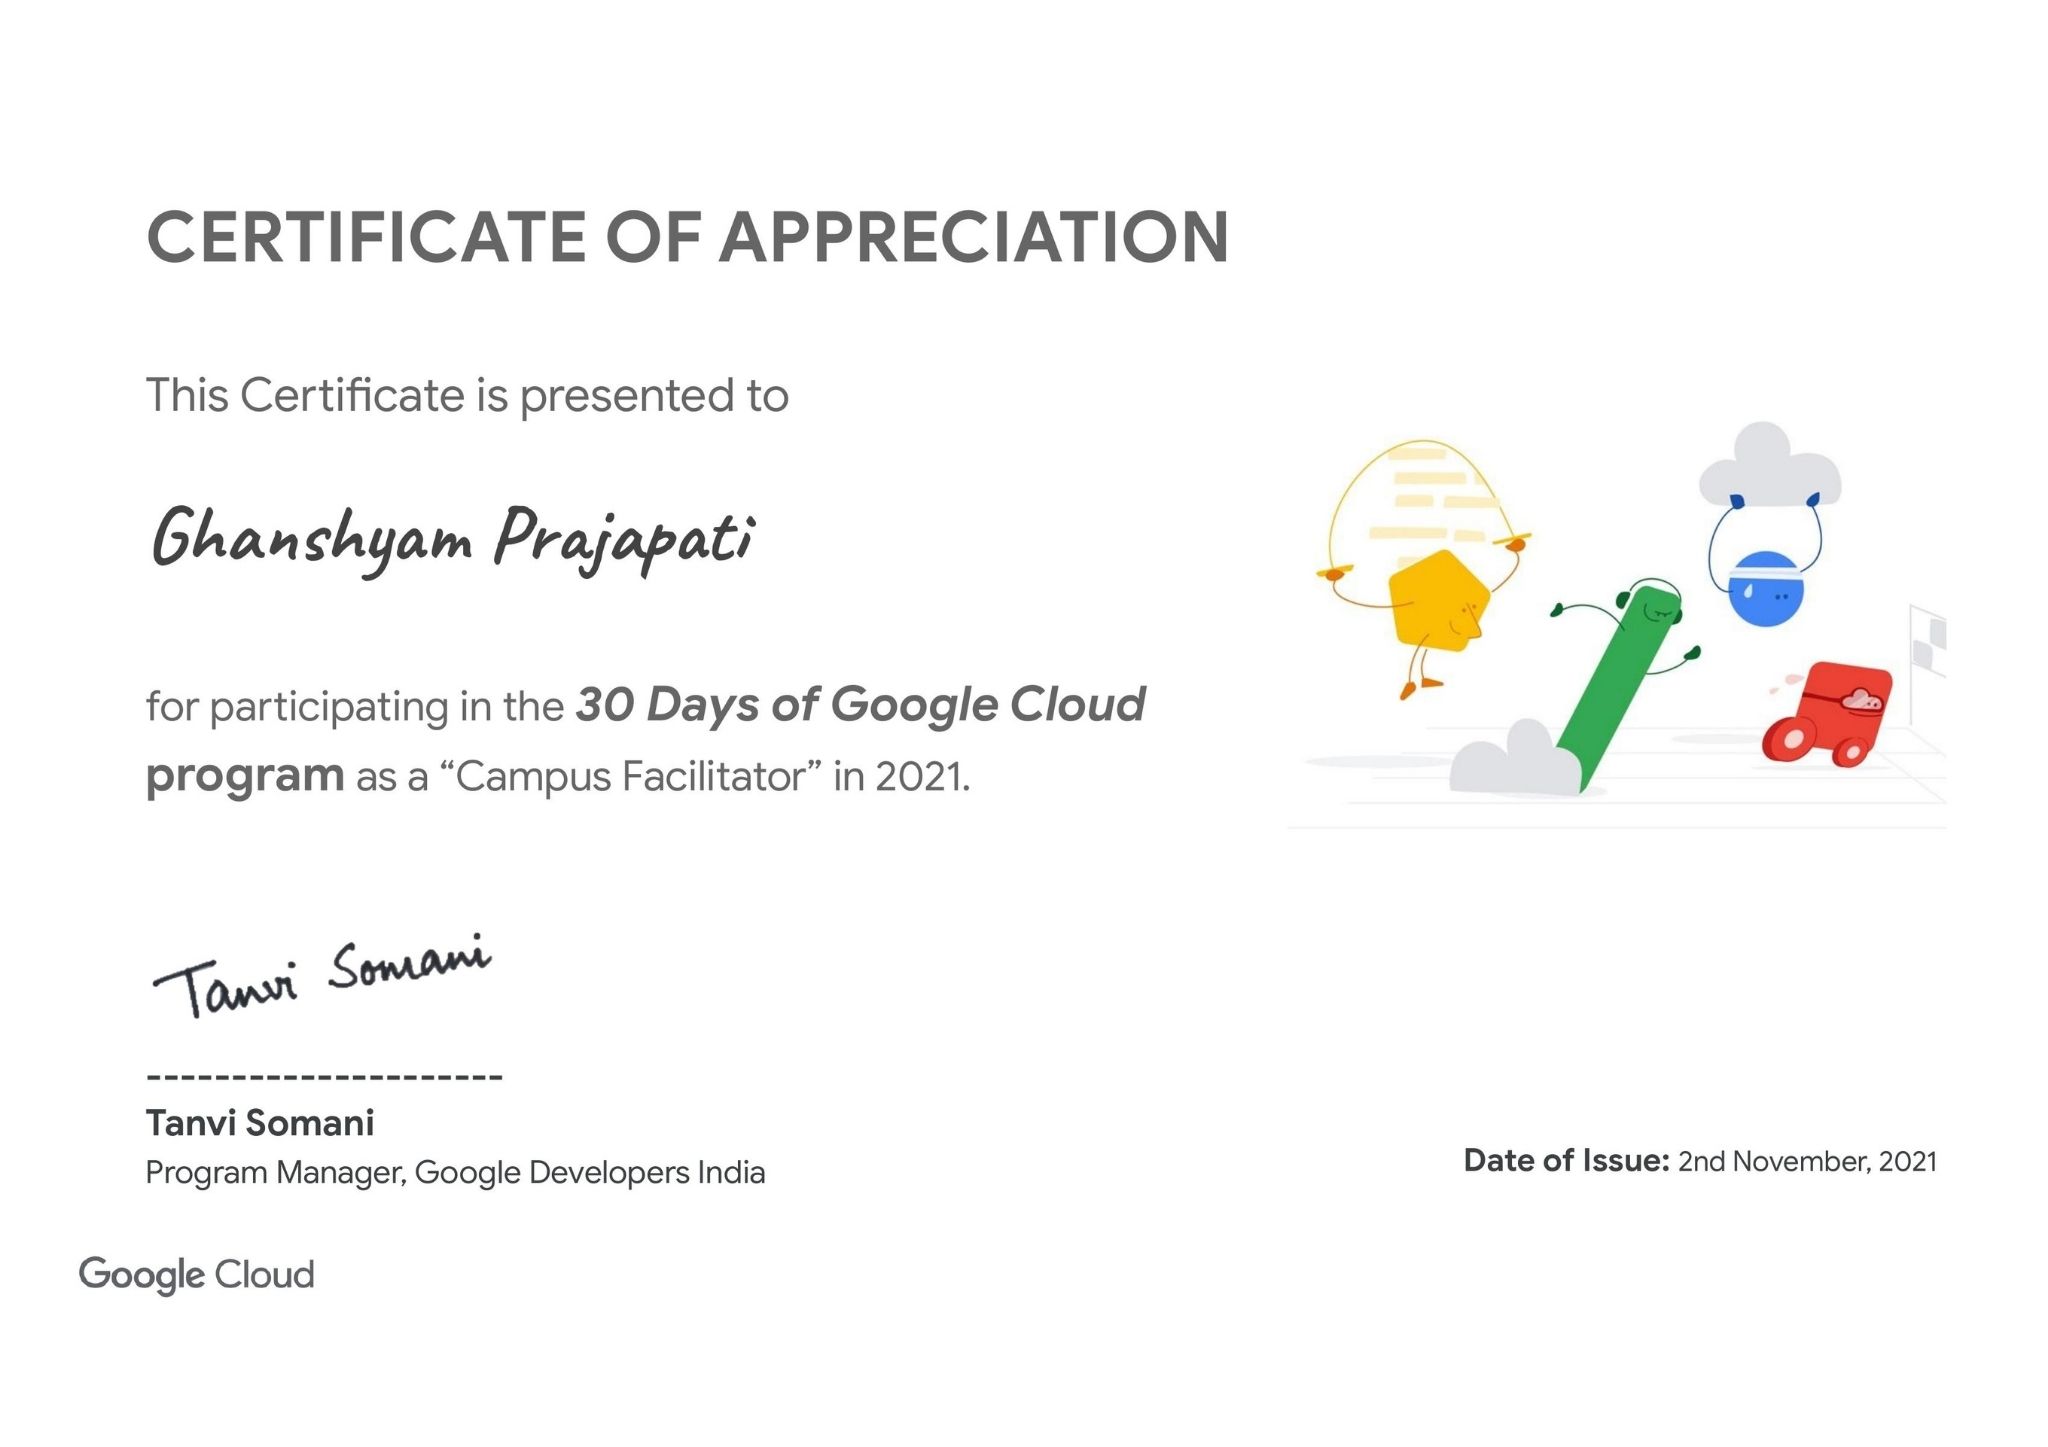 CERTIFICATE OF APPRECIATION
This Certificate is presented to
Ghanshyam Prajapati
for participating in the 30 Days of Google Cloud
program as a “Campus Facilitator” in 2021.
Tanvi Somani
----------------------
Tanvi Somani
Program Manager, Google Developers India
Date of Issue: 2nd November, 2021
Google Cloud